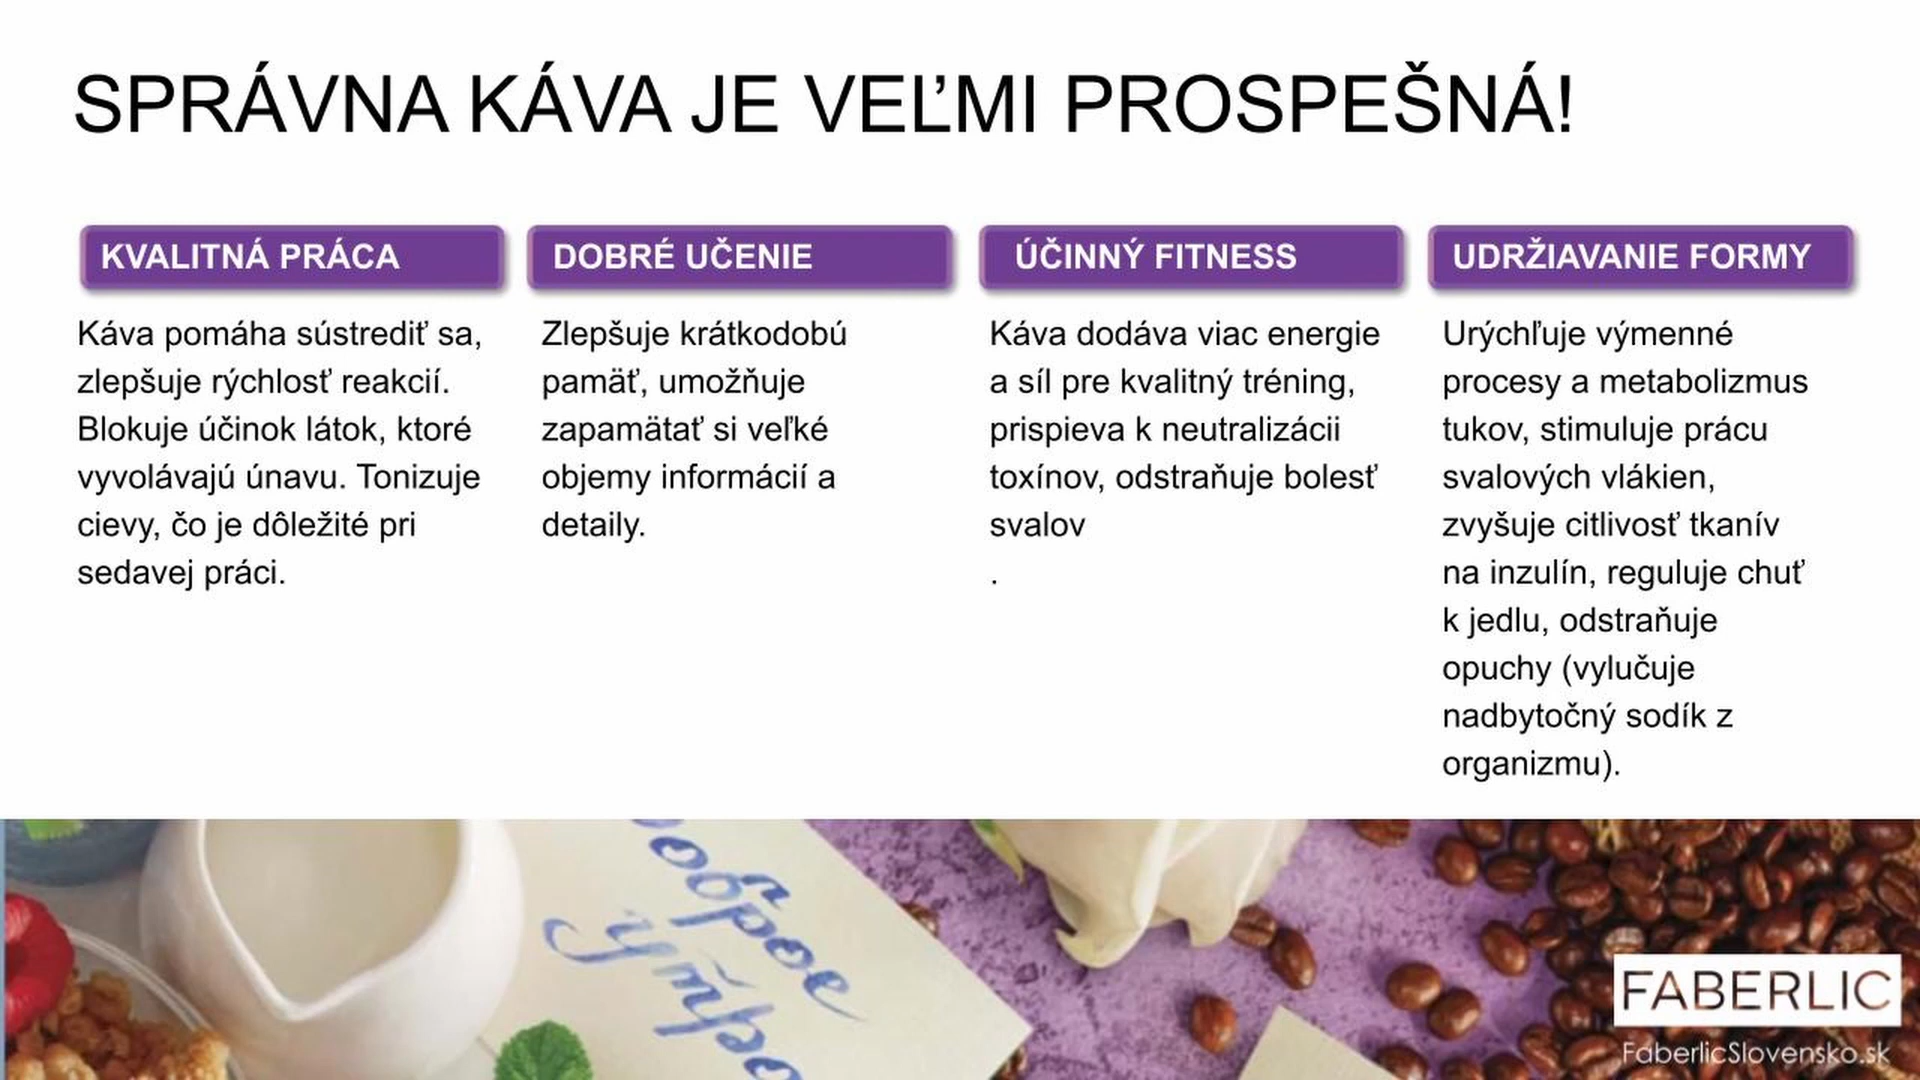 SPRÁVNA KÁVA JE VEĽMI PROSPEŠNÁ!
KVALITNÁ PRÁCA
Káva pomáha sústrediť sa,
zlepšuje rýchlosť reakcií.
Blokuje účinok látok, ktoré
vyvolávajú únavu. Tonizuje
cievy, čo je dôležité pri
sedavej práci.
DOBRÉ UČENIE
Zlepšuje krátkodobú
pamäť, umožňuje
zapamätať si veľké
objemy informácií a
detaily.
ÚČINNÝ FITNESS
Káva dodáva viac energie
a síl pre kvalitný tréning,
prispieva k neutralizácii
toxínov, odstraňuje bolesť
svalov
.
UDRŽIAVANIE FORMY
Urýchľuje výmenné
procesy a metabolizmus
tukov, stimuluje prácu
svalových vlákien,
zvyšuje citlivosť tkanív
na inzulín, reguluje chuť
k jedlu, odstraňuje
opuchy (vylučuje
nadbytočný sodík z
organizmu).
оброе
утро
FABERLIC
FaberlicSlovensko.sk